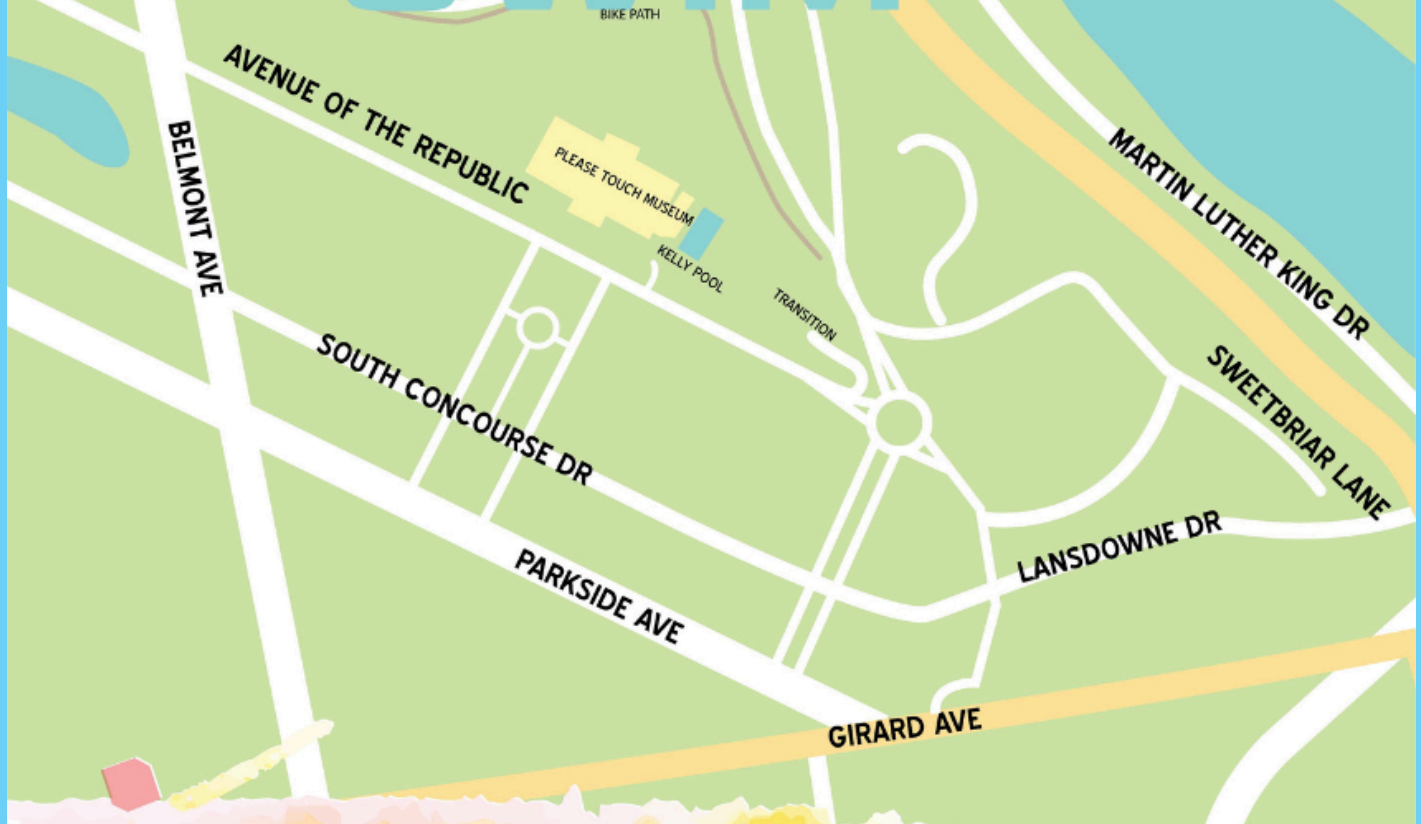 SWIM
BIKE PATH
AVENUE OF THE REPUBLIC
BELMONT AVE
PLEASE TOUCH MUSEUM
KELLY POOL
TRANSITION
MARTIN LUTHER KING DR
SWEETBRIAR LANE
SOUTH CONCOURSE DR
LANSDOWNE DR
PARKSIDE AVE
GIRARD AVE